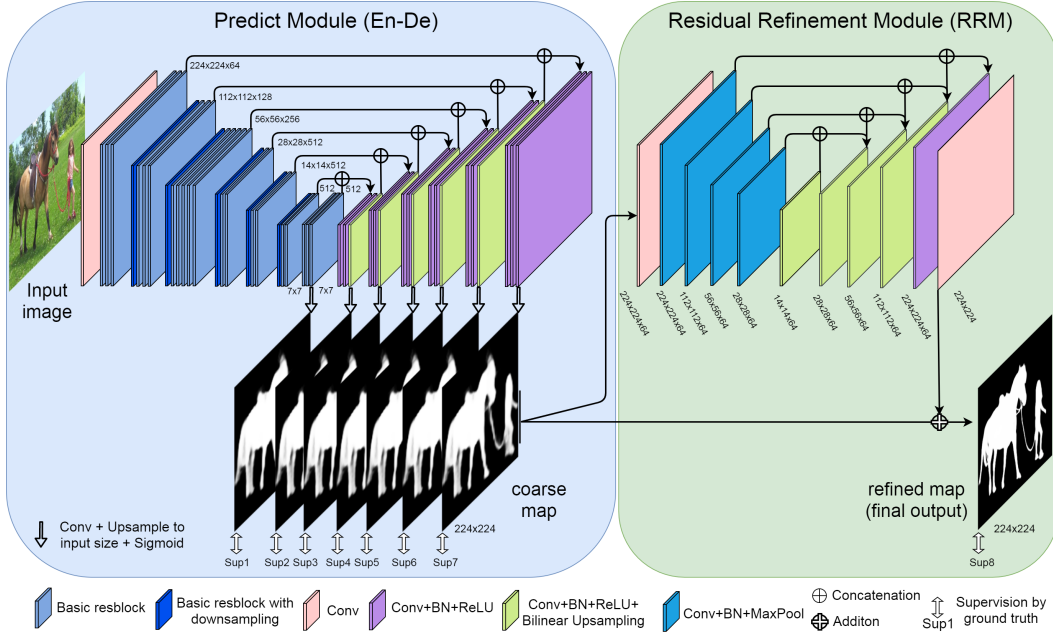 Predict Module (En-De)
Residual Refinement Module (RRM)
224x224x64
112x112x128
56x56x256
28x28x512
14x14x512
512
512
7x7
7x7
Input
image
224x224x64
224x224x64
112x112x64
56x56x64
28x28x64
14x14x64
28x28x64
56x56x64
112x112x64
224x224x64
224x224
coarse
map
224x224
refined map
(final output)
224x224
Conv + Upsample to
input size + Sigmoid
Sup1
Sup2
Sup3
Sup4
Sup5
Sup6
Sup7
Sup8
Basic resblock
Basic resblock with
downsampling
Conv
Conv+BN+ReLU
Conv+BN+ReLU+
Bilinear Upsampling
Conv+BN+MaxPool
Concatenation
Additon
Sup1
Supervision by
ground truth